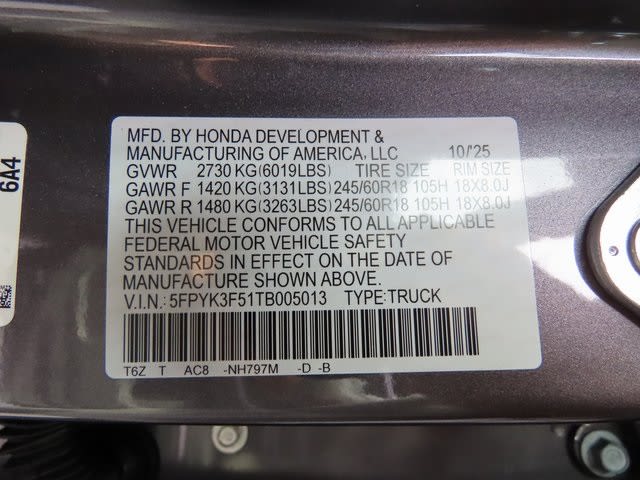 MFD. BY HONDA DEVELOPMENT &
MANUFACTURING OF AMERICA, LLC 10/'25
GVWR 2730 KG(6019LBS) TIRE SIZE RIM SIZE
GAWR F 1420 KG(3131LBS) 245/60R18 105H 18X8.0J
GAWR R 1480 KG(3263LBS) 245/60R18 105H 18X8.0J
THIS VEHICLE CONFORMS TO ALL APPLICABLE
FEDERAL MOTOR VEHICLE SAFETY
STANDARDS IN EFFECT ON THE DATE OF
MANUFACTURE SHOWN ABOVE.
V.I.N.: 5FPYK3F51TB005013 TYPE:TRUCK
T6Z T AC8 -NH797M -D -B
6A4